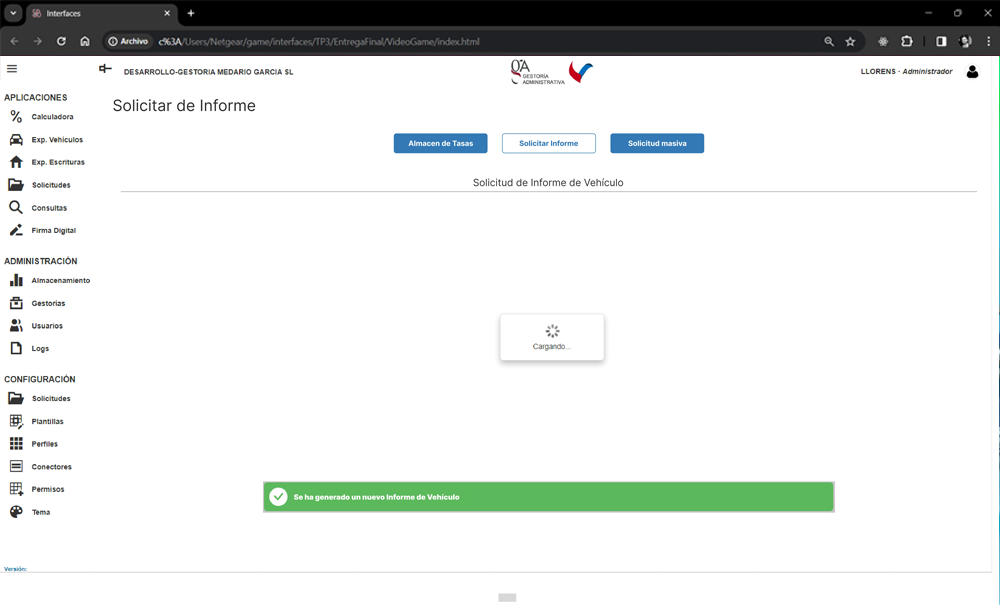 Interfaces
Archivo
c%3A/Users/Netgear/game/interfaces/TP3/EntregaFinal/VideoGame/index.html
DESARROLLO-GESTORIA MEDARIO GARCIA SL
GA
GESTORÍA
ADMINISTRATIVA
LLORENS - Administrador
APLICACIONES
Calculadora
Exp. Vehículos
Exp. Escrituras
Solicitudes
Consultas
Firma Digital
ADMINISTRACIÓN
Almacenamiento
Gestorias
Usuarios
Logs
CONFIGURACIÓN
Solicitudes
Plantillas
Perfiles
Conectores
Permisos
Tema
Versión:
Solicitar de Informe
Almacen de Tasas
Solicitar Informe
Solicitud masiva
Solicitud de Informe de Vehículo
Cargando...
Se ha generado un nuevo Informe de Vehículo